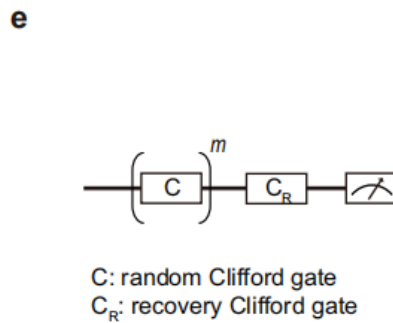 e
m
C
C_R
C: random Clifford gate
C_R: recovery Clifford gate